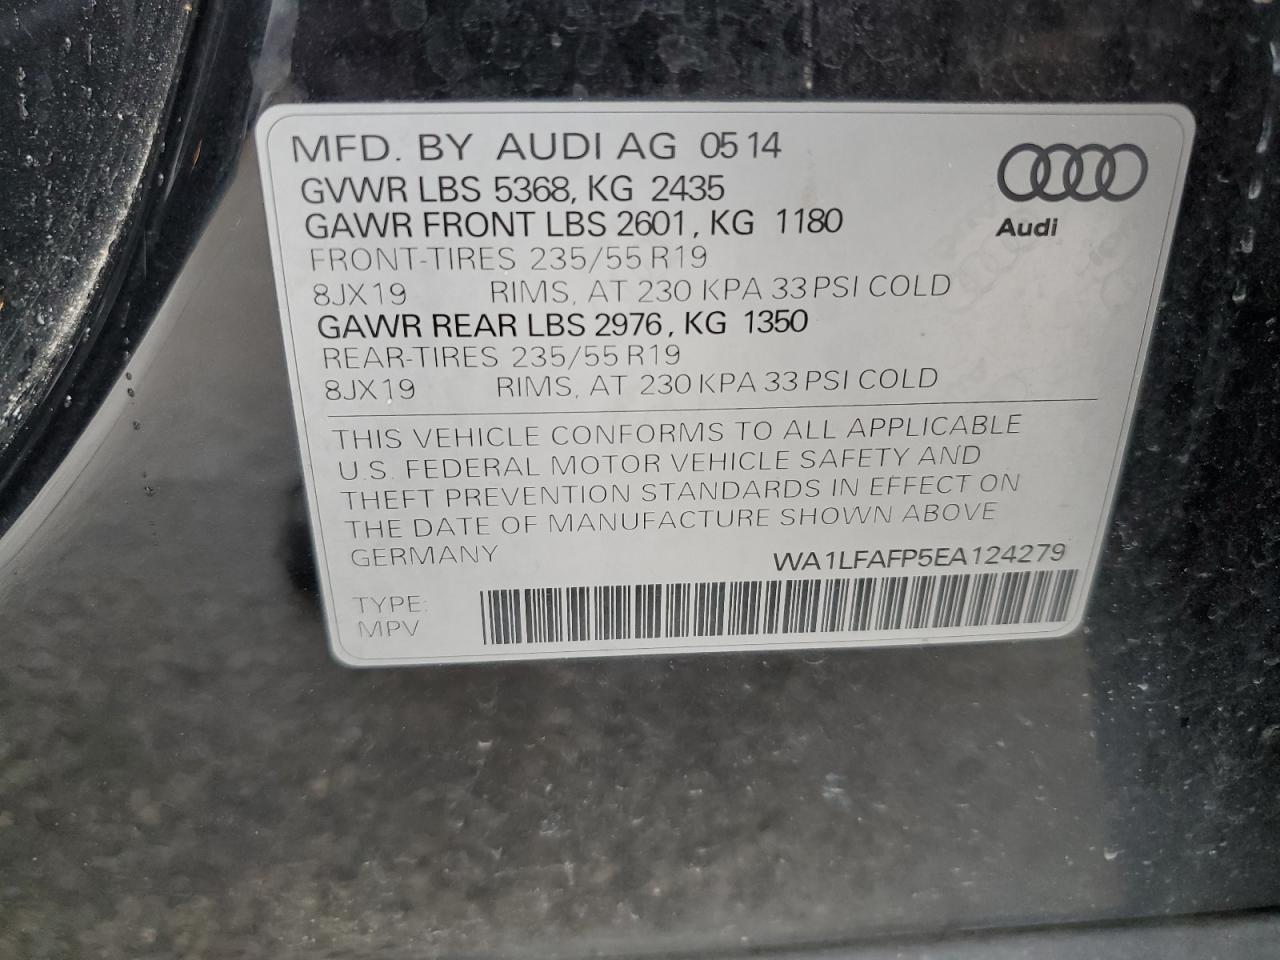 MFD. BY AUDI AG 05 14
GVWR LBS 5368, KG 2435
GAWR FRONT LBS 2601, KG 1180
FRONT-TIRES 235/55 R19
8JX19 RIMS, AT 230 KPA 33 PSI COLD
GAWR REAR LBS 2976, KG 1350
REAR-TIRES 235/55 R19
8JX19 RIMS, AT 230 KPA 33 PSI COLD
Audi
THIS VEHICLE CONFORMS TO ALL APPLICABLE
U.S. FEDERAL MOTOR VEHICLE SAFETY AND
THEFT PREVENTION STANDARDS IN EFFECT ON
THE DATE OF MANUFACTURE SHOWN ABOVE
GERMANY WA1LFAFP5EA124279
TYPE:
MPV